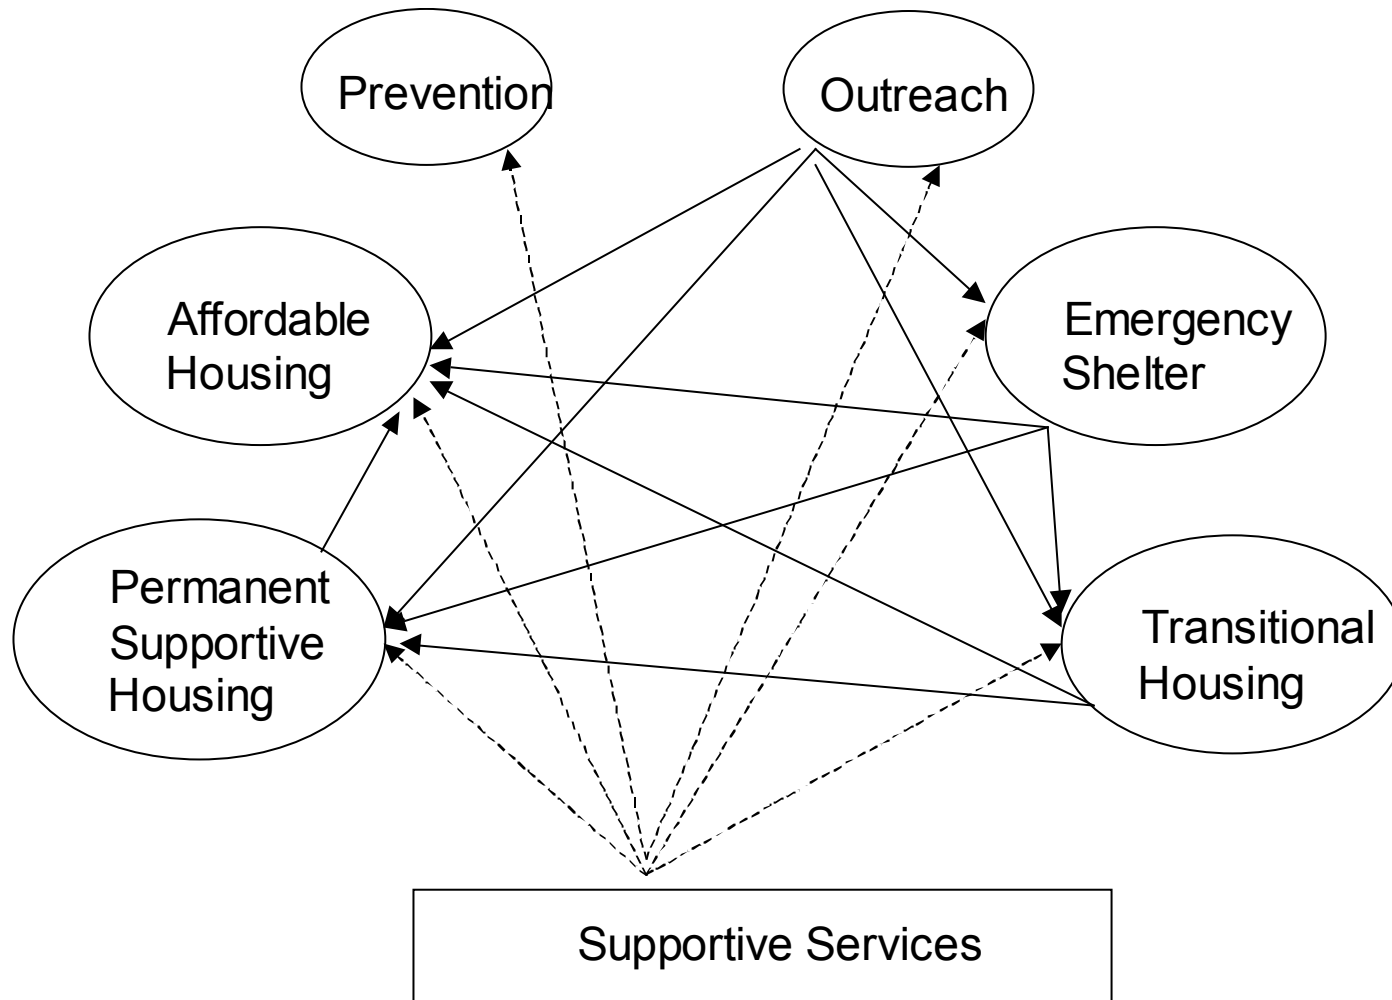 Prevention
Outreach
Affordable
Housing
Emergency
Shelter
Permanent
Supportive
Housing
Transitional
Housing
Supportive Services